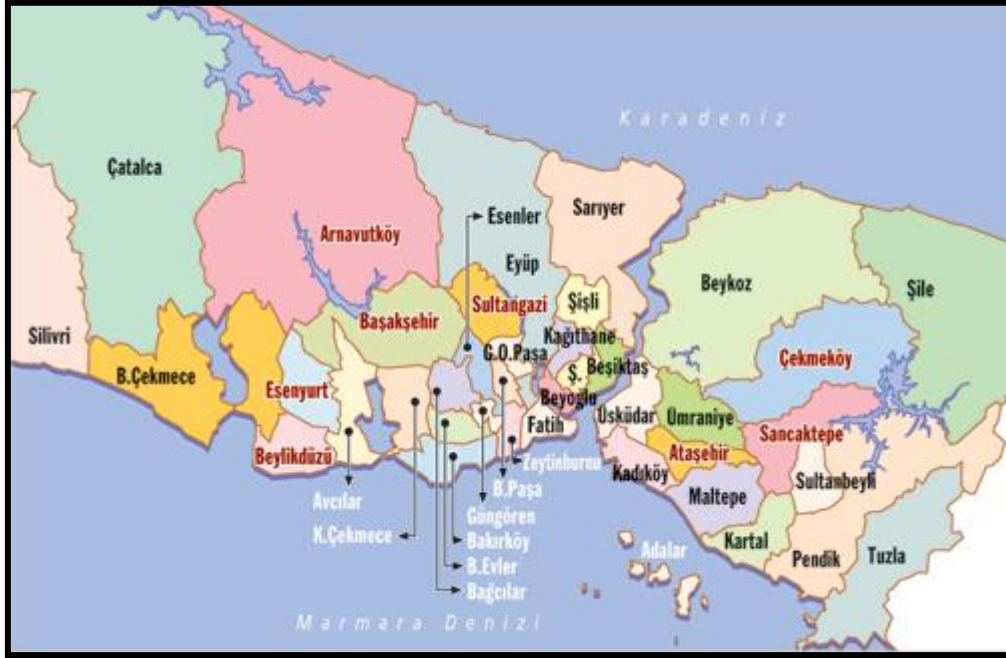 Karadeniz
Çatalca
Sarıyer
Esenler
Arnavutköy
Eyüp
Beykoz
Şile
Silivri
Başakşehir
Sultangazi
Şişli
Kağıthane
B.Çekmece
G.O.Paşa
Beşiktaş
Çekmeköy
Esenyurt
Ş.
Beyoğlu
Üsküdar
Ümraniye
Fatih
Sancaktepe
Beylikdüzü
Zeytinburnu
Ataşehir
Kadıköy
Sultanbeyli
B.Paşa
Maltepe
Avcılar
Güngören
K.Çekmece
Bakırköy
Kartal
Adalar
Pendik
Tuzla
B.Evler
Bağcılar
Marmara Denizi